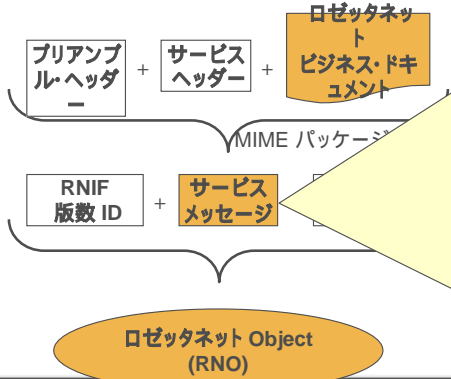 プリアンブ
ル・ヘッダ
ー
+
サービス
ヘッダー
+
ロゼッタネッ
ト
ビジネス・ドキ
ュメント
MIME パッケージ
RNIF
版数 ID
+
サービス
メッセージ
ロゼッタネット Object
(RNO)